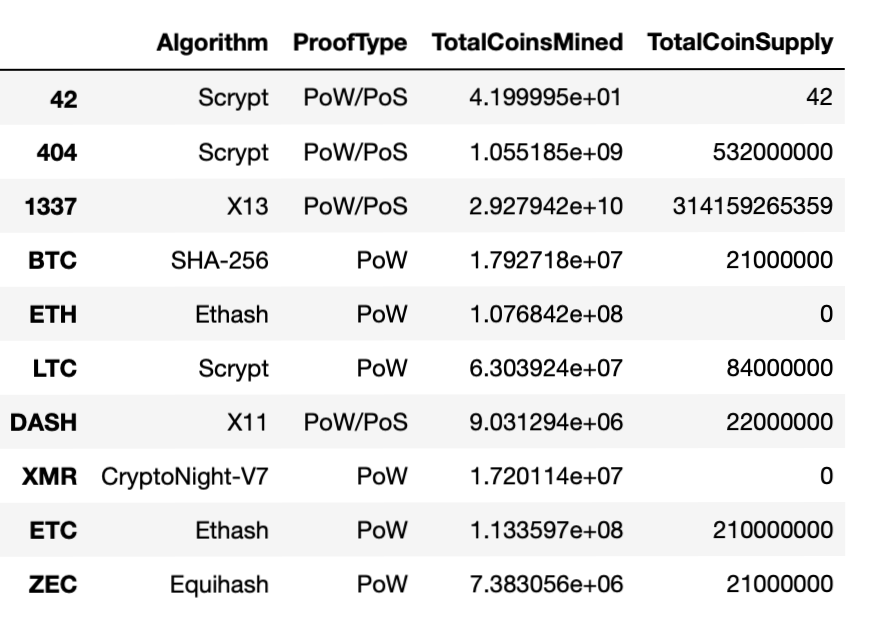 Algorithm ProofType TotalCoinsMined TotalCoinSupply
42 Scrypt PoW/PoS 4.199995e+01 42
404 Scrypt PoW/PoS 1.055185e+09 532000000
1337 X13 PoW/PoS 2.927942e+10 314159265359
BTC SHA-256 PoW 1.792718e+07 21000000
ETH Ethash PoW 1.076842e+08 0
LTC Scrypt PoW 6.303924e+07 84000000
DASH X11 PoW/PoS 9.031294e+06 22000000
XMR CryptoNight-V7 PoW 1.720114e+07 0
ETC Ethash PoW 1.133597e+08 210000000
ZEC Equihash PoW 7.383056e+06 21000000